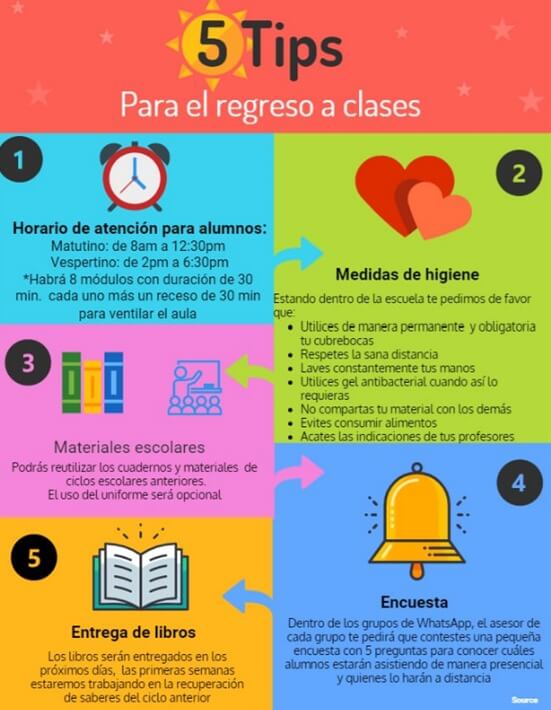 5 Tips
Para el regreso a clases
1
Horario de atención para alumnos:
Matutino: de 8am a 12:30pm
Vespertino: de 2pm a 6:30pm
*Habrá 8 módulos con duración de 30
min. cada uno más un receso de 30 min
para ventilar el aula
2
Medidas de higiene
Estando dentro de la escuela te pedimos de favor
que:
• Utilices de manera permanente y obligatoria
tu cubrebocas
• Respetes la sana distancia
• Laves constantemente tus manos
• Utilices gel antibacterial cuando así lo
requieras
• No compartas tu material con los demás
• Evites consumir alimentos
• Acates las indicaciones de tus profesores
3
Materiales escolares
Podrás reutilizar los cuadernos y materiales de
ciclos escolares anteriores.
El uso del uniforme será opcional
4
Encuesta
Dentro de los grupos de WhatsApp, el asesor de
cada grupo te pedirá que contestes una pequeña
encuesta con 5 preguntas para conocer cuáles
alumnos estarán asistiendo de manera presencial
y quienes lo harán a distancia
5
Entrega de libros
Los libros serán entregados en los
próximos días, las primeras semanas
estaremos trabajando en la recuperación
de saberes del ciclo anterior
Source